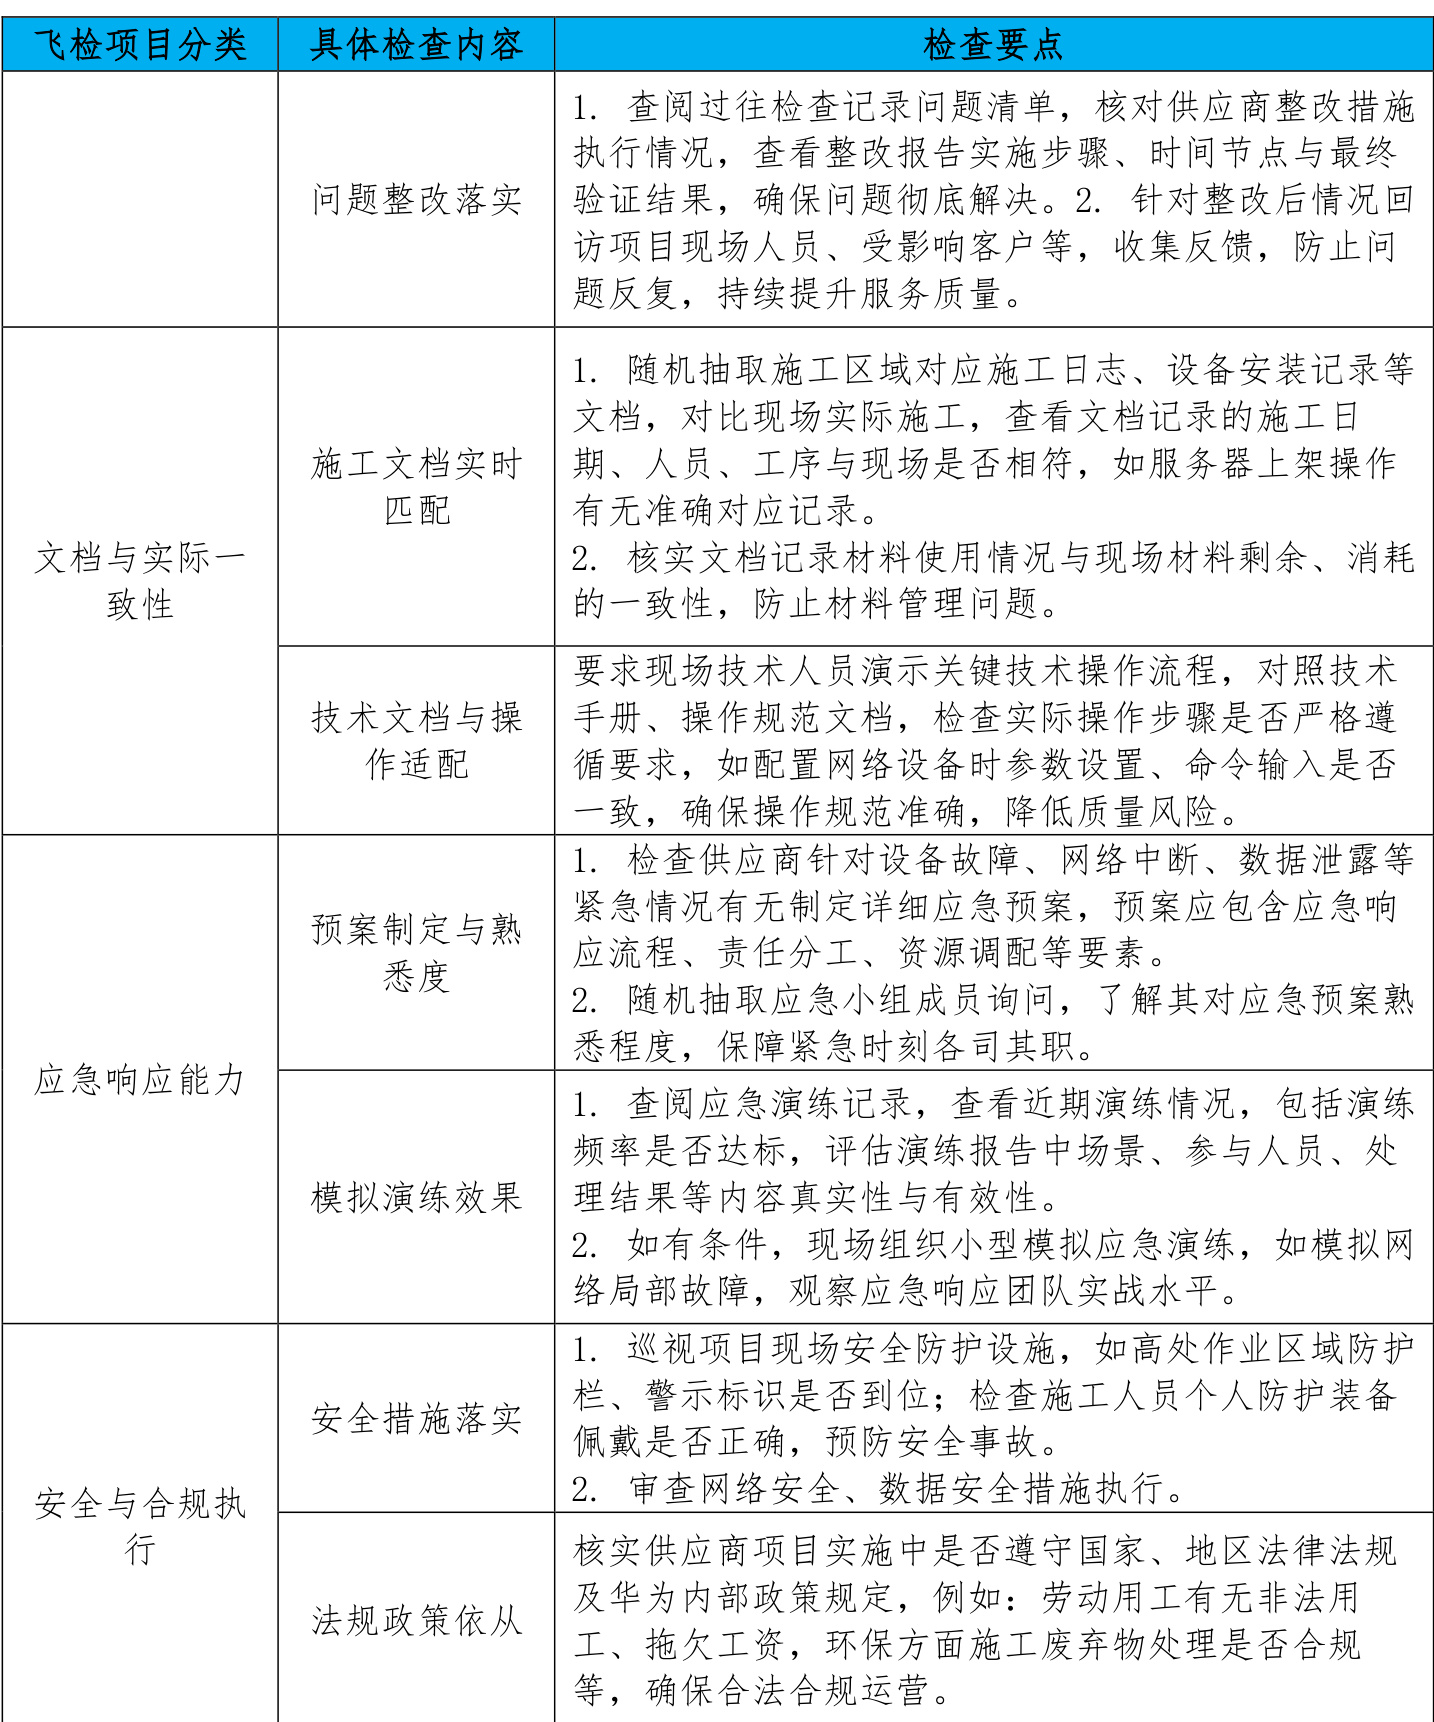 飞检项目分类 具体检查内容 检查要点
问题整改落实
1. 查阅过往检查记录问题清单，核对供应商整改措施
执行情况，查看整改报告实施步骤、时间节点与最终
验证结果，确保问题彻底解决。2. 针对整改后情况回
访项目现场人员、受影响客户等，收集反馈，防止问
题反复，持续提升服务质量。
文档与实际一
致性
施工文档实时
匹配
1. 随机抽取施工区域对应施工日志、设备安装记录等
文档，对比现场实际施工，查看文档记录的施工日
期、人员、工序与现场是否相符，如服务器上架操作
有无准确对应记录。
2. 核实文档记录材料使用情况与现场材料剩余、消耗
的一致性，防止材料管理问题。
技术文档与操
作适配
要求现场技术人员演示关键技术操作流程，对照技术
手册、操作规范文档，检查实际操作步骤是否严格遵
循要求，如配置网络设备时参数设置、命令输入是否
一致，确保操作规范准确，降低质量风险。
应急响应能力
预案制定与熟
悉度
1. 检查供应商针对设备故障、网络中断、数据泄露等
紧急情况有无制定详细应急预案，预案应包含应急响
应流程、责任分工、资源调配等要素。
2. 随机抽取应急小组成员询问，了解其对应急预案熟
悉程度，保障紧急时刻各司其职。
模拟演练效果
1. 查阅应急演练记录，查看近期演练情况，包括演练
频率是否达标，评估演练报告中场景、参与人员、处
理结果等内容真实性与有效性。
2. 如有条件，现场组织小型模拟应急演练，如模拟网
络局部故障，观察应急响应团队实战水平。
安全与合规执
行
安全措施落实
1. 巡视项目现场安全防护设施，如高处作业区域防护
栏、警示标识是否到位；检查施工人员个人防护装备
佩戴是否正确，预防安全事故。
2. 审查网络安全、数据安全措施执行。
法规政策依从
核实供应商项目实施中是否遵守国家、地区法律法规
及华为内部政策规定，例如：劳动用工有无非法用
工、拖欠工资，环保方面施工废弃物处理是否合规
等，确保合法合规运营。